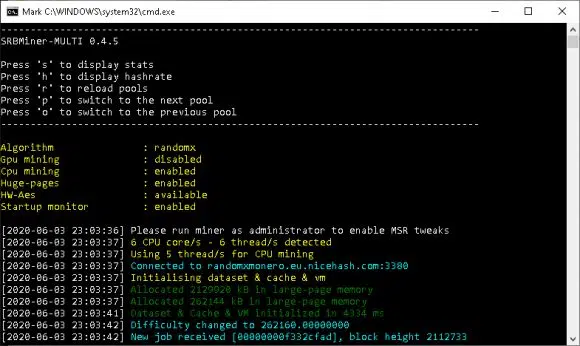 Mark C:\WINDOWS\system32\cmd.exe
SRBMiner-MULTI 0.4.5
Press 's' to display stats
Press 'h' to display hashrate
Press 'r' to reload pools
Press 'p' to switch to the next pool
Press 'o' to switch to the previous pool
Algorithm : randomx
Gpu mining : disabled
Cpu mining : enabled
Huge-pages : enabled
HW-Aes : available
Startup monitor : enabled
[2020-06-03 23:03:36] Please run miner as administrator to enable MSR tweaks
[2020-06-03 23:03:37] 6 CPU core/s - 6 thread/s detected
[2020-06-03 23:03:37] Using 5 thread/s for CPU mining
[2020-06-03 23:03:37] Connected to randomxmonero.eu.nicehash.com:3380
[2020-06-03 23:03:37] Initialising dataset & cache & vm
[2020-06-03 23:03:37] Allocated 2129920 kB in large-page memory
[2020-06-03 23:03:37] Allocated 262144 kB in large-page memory
[2020-06-03 23:03:41] Dataset & Cache & VM initialized in 4334 ms
[2020-06-03 23:03:42] Difficulty changed to 262160.00000000
[2020-06-03 23:03:42] New job received [00000000f332cfad], block height 2112733